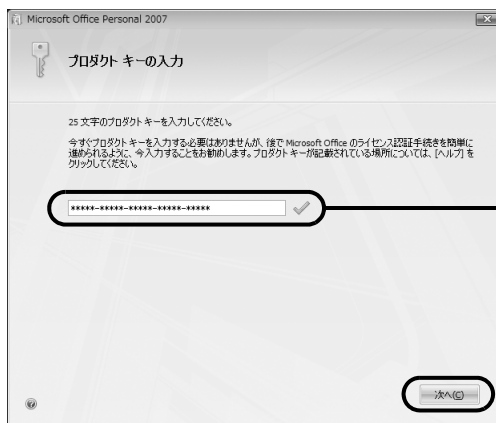 Microsoft Office Personal 2007
プロダクト キーの入力
25 文字のプロダクト キーを入力してください。
今すぐプロダクト キーを入力する必要はありませんが、後で Microsoft Office のライセンス認証手続きを簡単に
進められるように、今入力することをお勧めします。プロダクト キーが記載されている場所については、[ヘルプ] を
クリックしてください。
*****-*****-*****-*****-*****
次へ(C)